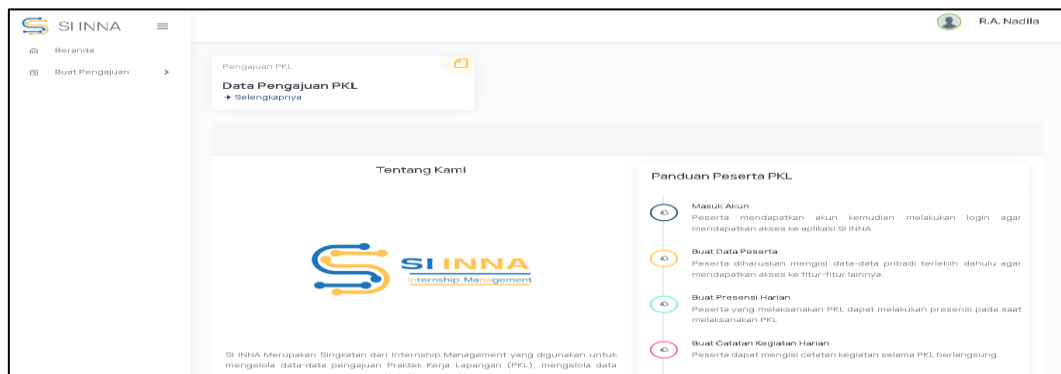 SI INNA
R.A. Nadila
Beranda
Buat Pengajuan
Pengajuan PKL
Data Pengajuan PKL
Selengkapnya
Tentang Kami
SI INNA
Internship Management
SI INNA Merupakan Singkatan dari Internship Management yang digunakan untuk
mengelola data-data pengajuan Praktek Kerja Lapangan (PKL), mengelola data
Panduan Peserta PKL
Masuk Akun
Peserta mendapatkan akun kemudian melakukan login agar
mendapatkan akses ke aplikasi SI INNA
Buat Data Peserta
Peserta diharuskan mengisi data-data pribadi terlebih dahulu agar
mendapatkan akses ke fitur-fitur lainnya.
Buat Presensi Harian
Peserta yang melaksanakan PKL dapat melakukan presensi pada saat
melaksanakan PKL
Buat Catatan Kegiatan Harian
Peserta dapat mengisi catatan kegiatan selama PKL berlangsung.